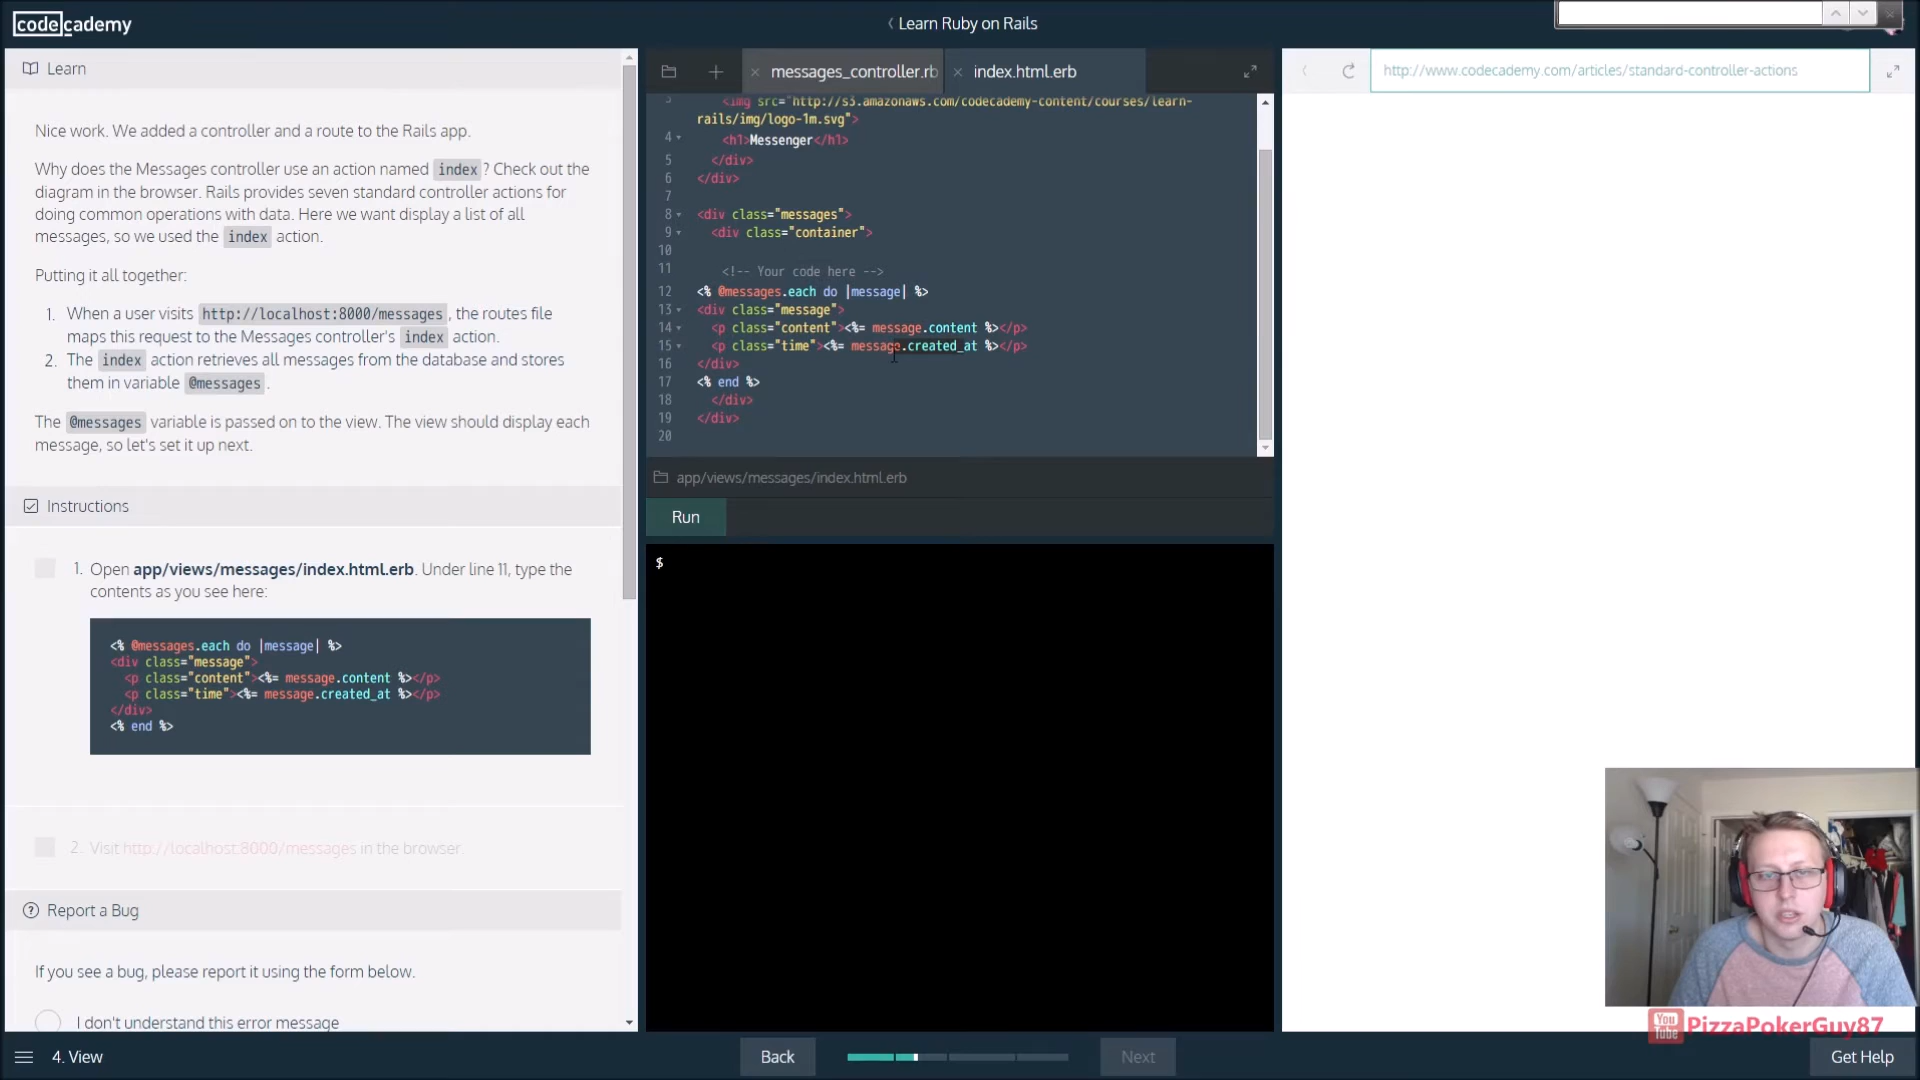 codecademy
Learn Ruby on Rails
Learn
Nice work. We added a controller and a route to the Rails app.
Why does the Messages controller use an action named index? Check out the
diagram in the browser. Rails provides seven standard controller actions for
doing common operations with data. Here we want display a list of all
messages, so we used the index action.
Putting it all together:
1. When a user visits http://localhost:8000/messages, the routes file
maps this request to the Messages controller's index action.
2. The index action retrieves all messages from the database and stores
them in variable @messages.
The @messages variable is passed on to the view. The view should display each
message, so let's set it up next.
Instructions
1. Open app/views/messages/index.html.erb. Under line 11, type the
contents as you see here:
<% @messages.each do |message| %>
<div class="message">
<p class="content"><%= message.content %></p>
<p class="time"><%= message.created_at %></p>
</div>
<% end %>
2. Visit http://localhost:8000/messages in the browser.
Report a Bug
If you see a bug, please report it using the form below.
I don't understand this error message
messages_controller.rb
index.html.erb
3 <img src="http://s3.amazonaws.com/codecademy-content/courses/learn-
rails/img/logo-1m.svg">
4 <h1>Messenger</h1>
5 </div>
6 </div>
7
8 <div class="messages">
9 <div class="container">
10
11 <!-- Your code here -->
12 <% @messages.each do |message| %>
13 <div class="message">
14 <p class="content"><%= message.content %></p>
15 <p class="time"><%= message.created_at %></p>
16 </div>
17 <% end %>
18 </div>
19 </div>
20
app/views/messages/index.html.erb
Run
$
http://www.codecademy.com/articles/standard-controller-actions
You Tube PizzaPokerGuy87
4. View
Back
Next
Get Help